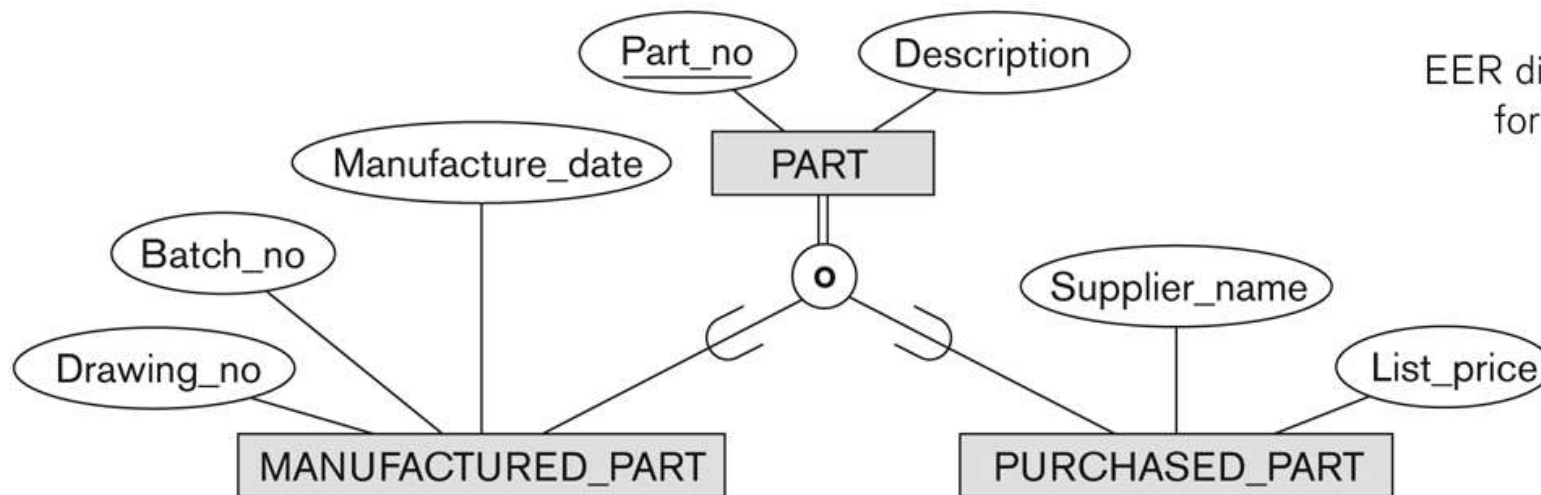 Part_no
Description
EER di
for
Manufacture_date
PART
Batch_no
o
Supplier_name
Drawing_no
List_price
MANUFACTURED_PART
PURCHASED_PART